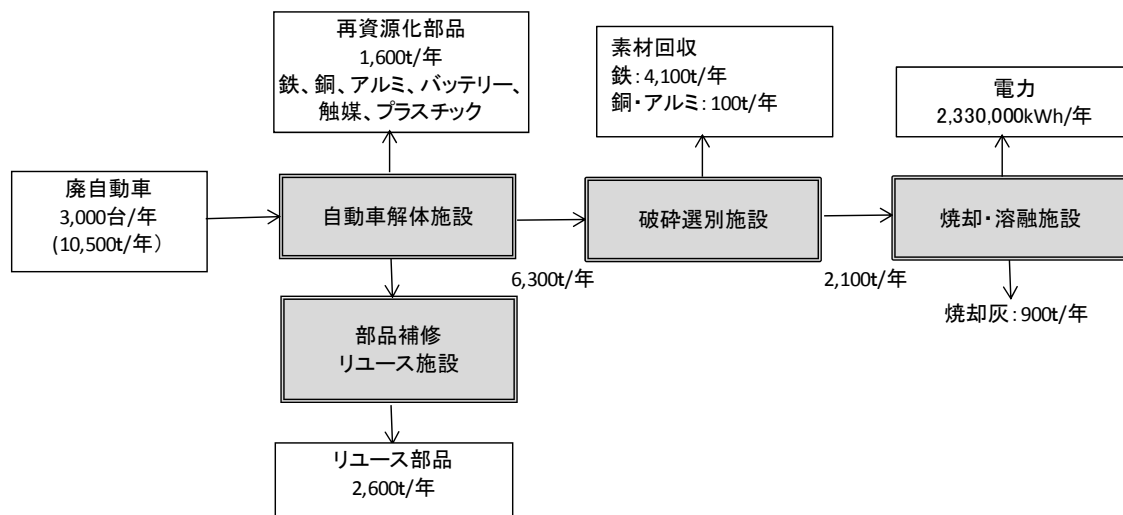 再資源化部品
1,600t/年
鉄、銅、アルミ、バッテリー、
触媒、プラスチック
素材回収
鉄：4,100t/年
銅・アルミ：100t/年
電力
2,330,000kWh/年
廃自動車
3,000台/年
(10,500t/年）
自動車解体施設
破砕選別施設
焼却・溶融施設
6,300t/年
2,100t/年
焼却灰：900t/年
部品補修
リユース施設
リユース部品
2,600t/年